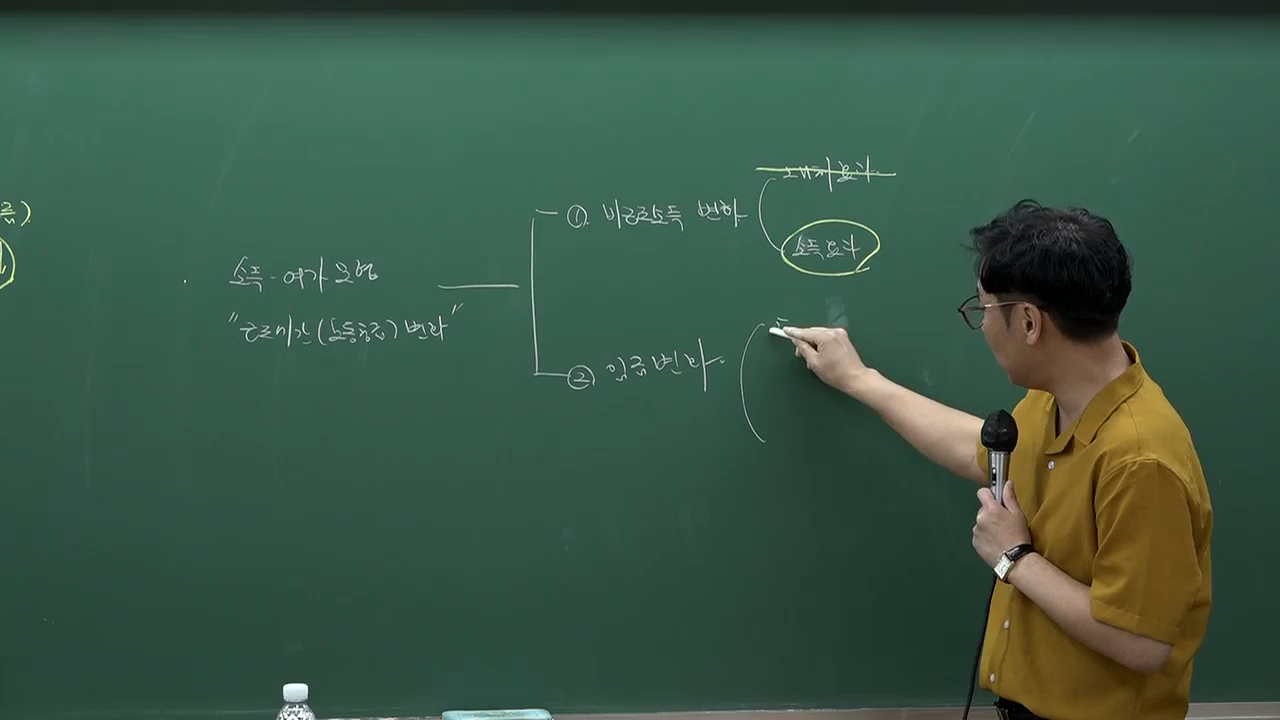 소득-여가 모형
"근로시간(노동공급) 변화"
① 비근로소득 변화
대체효과
소득효과
② 임금변화